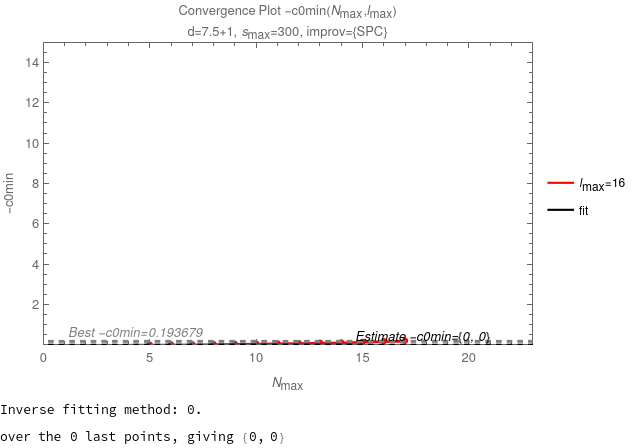 Convergence Plot −c0min(Nmax,lmax)
d=7.5+1, smax=300, improv={SPC}
14
12
10
8
6
4
2
−c0min
lmax=16
fit
Best −c0min=0.193679
Estimate −c0min={0, 0}
0 5 10 15 20
Nmax
Inverse fitting method: 0.
over the 0 last points, giving {0, 0}